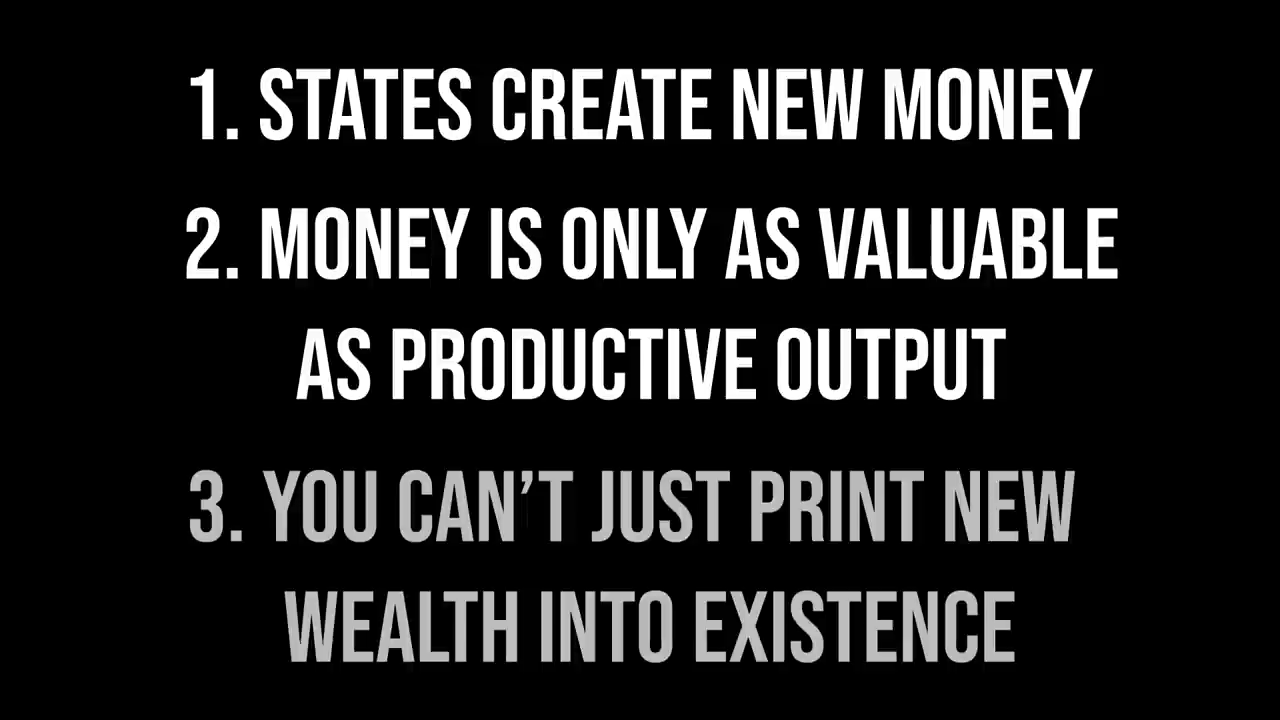 1. STATES CREATE NEW MONEY
2. MONEY IS ONLY AS VALUABLE
AS PRODUCTIVE OUTPUT
3. YOU CAN’T JUST PRINT NEW
WEALTH INTO EXISTENCE